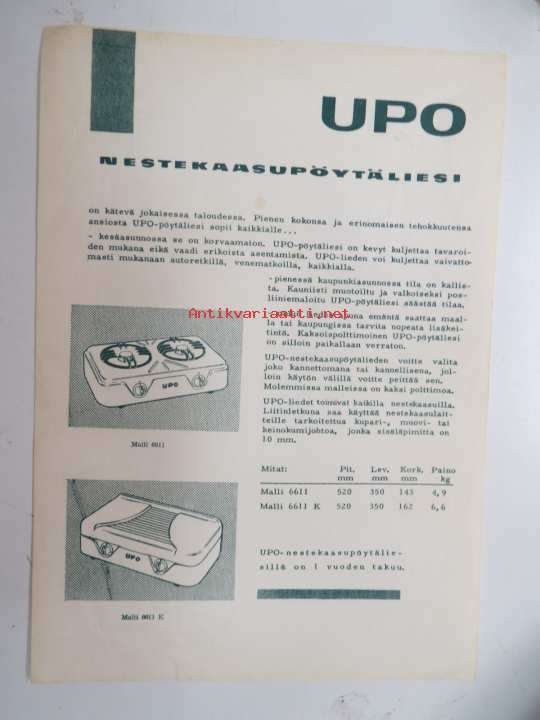 UPO
NESTEKAASUPÖYTÄLIESI
on kätevä jokaisessa taloudessa. Pienen kokonsa ja erinomaisen tehokkuutensa
ansiosta UPO-pöytäliesi sopii kaikkialle...
- kesäasunnossa se on korvaamaton. UPO-pöytäliesi on kevyt kuljettaa tavaroi-
den mukana eikä vaadi erikoista asentamista. UPO-lieden voi kuljettaa vaivatto-
masti mukanaan autoretkillä, venematkoilla, kaikkialla.
- pienessä kaupunkiasunnossa tila on kallis-
ta. Kauniisti muotoiltu ja valkoiseksi pos-
liiniemaloitu UPO-pöytäliesi säästää tilaa.
Antikvariaatti.net
emäntä saattaa maal-
la tai kaupungissa tarvita nopeata lisäkei-
tintä. Kaksoispolttimoinen UPO-pöytäliesi
on silloin paikallaan verraton.
UPO-nestekaasupöytälieden voitte valita
joko kannettomana tai kannellisena, jol-
loin käytön välillä voitte peittää sen.
Molemmissa malleissa on kaksi polttimoa.
UPO-liedet toimivat kaikilla nestekaasuilla.
Liitinletkuna saa käyttää nestekaasulait-
teille tarkoitettua kupari-, muovi- tai
keinokumijohtoa, jonka sisäläpimitta on
10 mm.
UPO
Malli 6611
Mitat: Pit. Lev. Kork. Paino
mm mm mm kg
Malli 6611 520 350 143 4,9
Malli 6611 K 520 350 162 6,6
UPO
Malli 6611 K
UPO-nestekaasupöytälie-
sillä on 1 vuoden takuu.